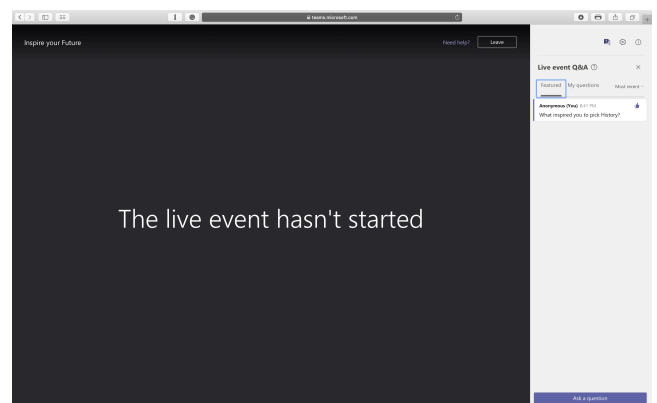 teams.microsoft.com
Inspire your Future
Need help?
Leave
The live event hasn't started
Live event Q&A
Featured
My questions
Most recent
Anonymous (You) 8:41 PM
What inspired you to pick History?
Ask a question